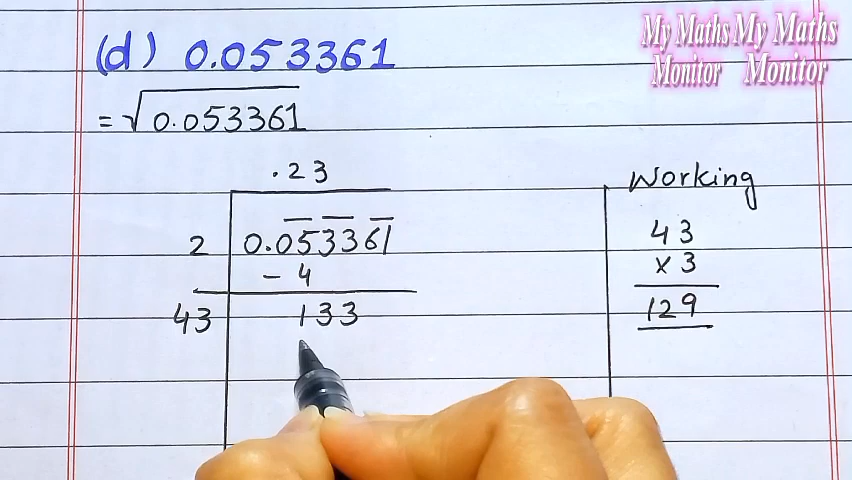 My Maths My Maths
Monitor Monitor
(d) 0.053361
= √0.053361
.23
Working
2 0.053361
43
- 4
× 3
43 133
129